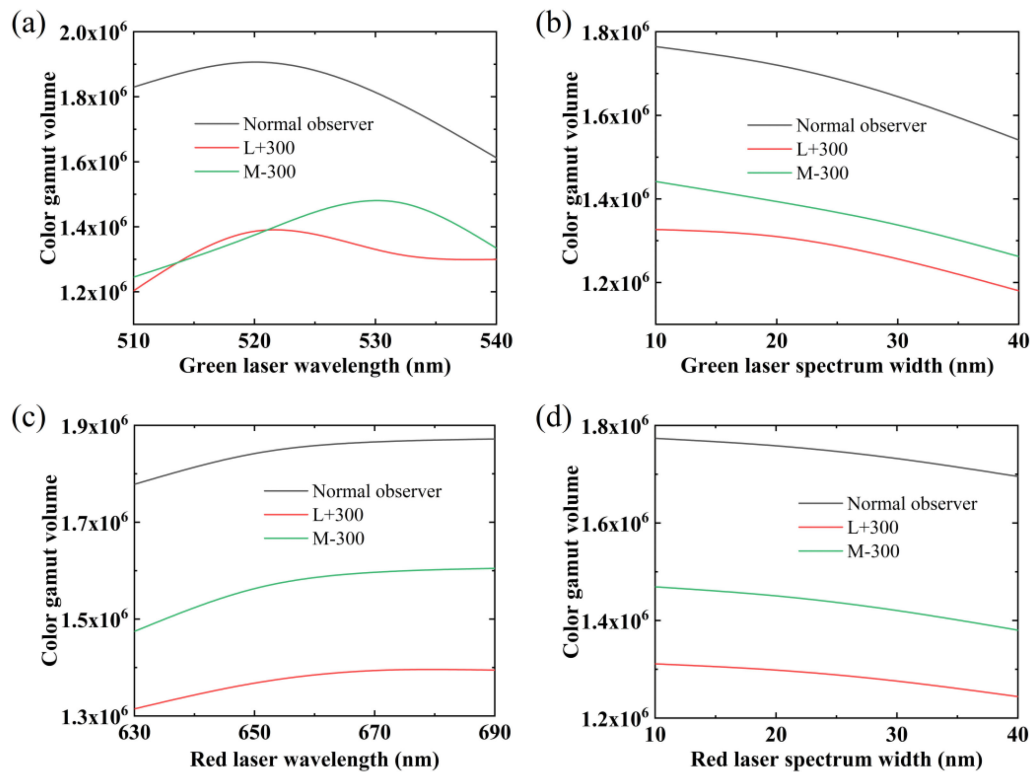 (a)
2.0x10⁶
1.8x10⁶
1.6x10⁶
1.4x10⁶
1.2x10⁶
Color gamut volume
Normal observer
L+300
M-300
510 520 530 540
Green laser wavelength (nm)
(b)
1.8x10⁶
1.6x10⁶
1.4x10⁶
1.2x10⁶
Color gamut volume
Normal observer
L+300
M-300
10 20 30 40
Green laser spectrum width (nm)
(c)
1.9x10⁶
1.7x10⁶
1.5x10⁶
1.3x10⁶
Color gamut volume
Normal observer
L+300
M-300
630 650 670 690
Red laser wavelength (nm)
(d)
1.8x10⁶
1.6x10⁶
1.4x10⁶
1.2x10⁶
Color gamut volume
Normal observer
L+300
M-300
10 20 30 40
Red laser spectrum width (nm)